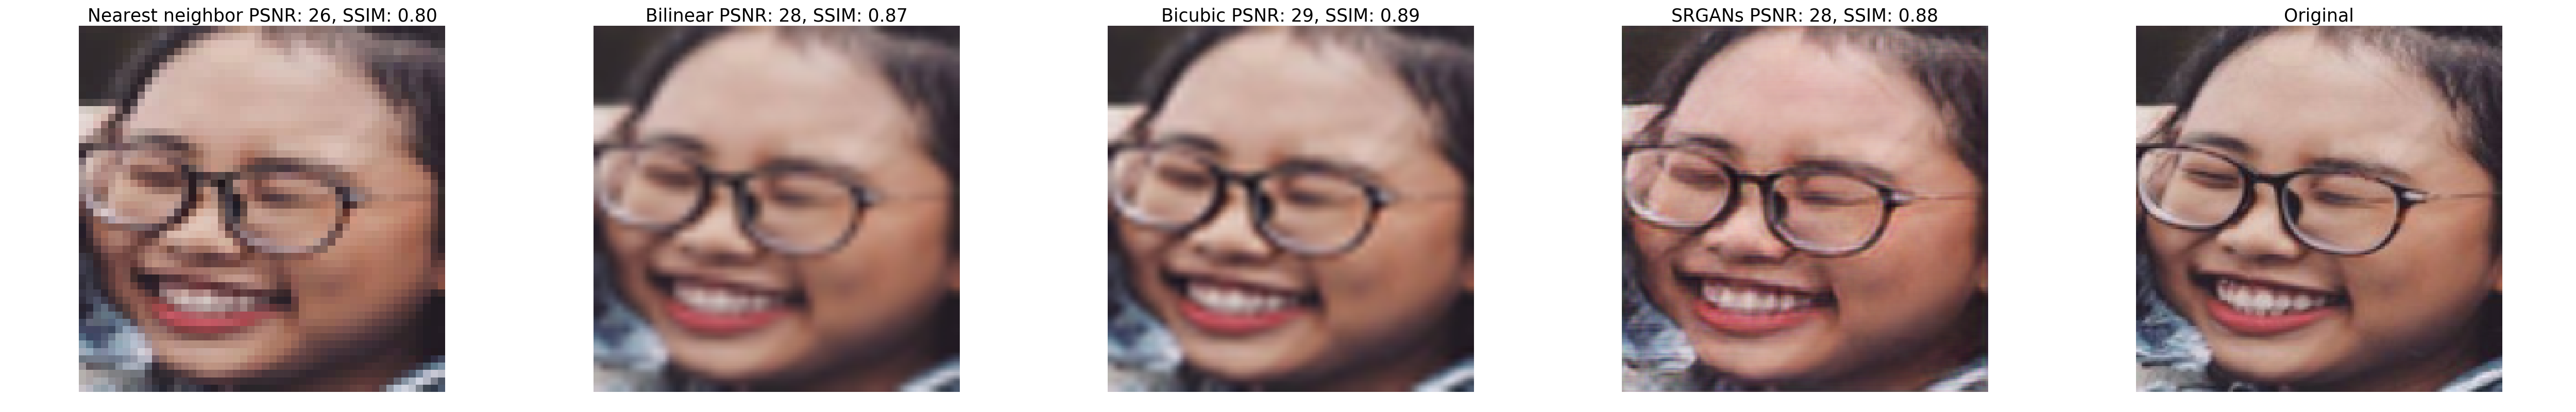 Nearest neighbor PSNR: 26, SSIM: 0.80
Bilinear PSNR: 28, SSIM: 0.87
Bicubic PSNR: 29, SSIM: 0.89
SRGANs PSNR: 28, SSIM: 0.88
Original